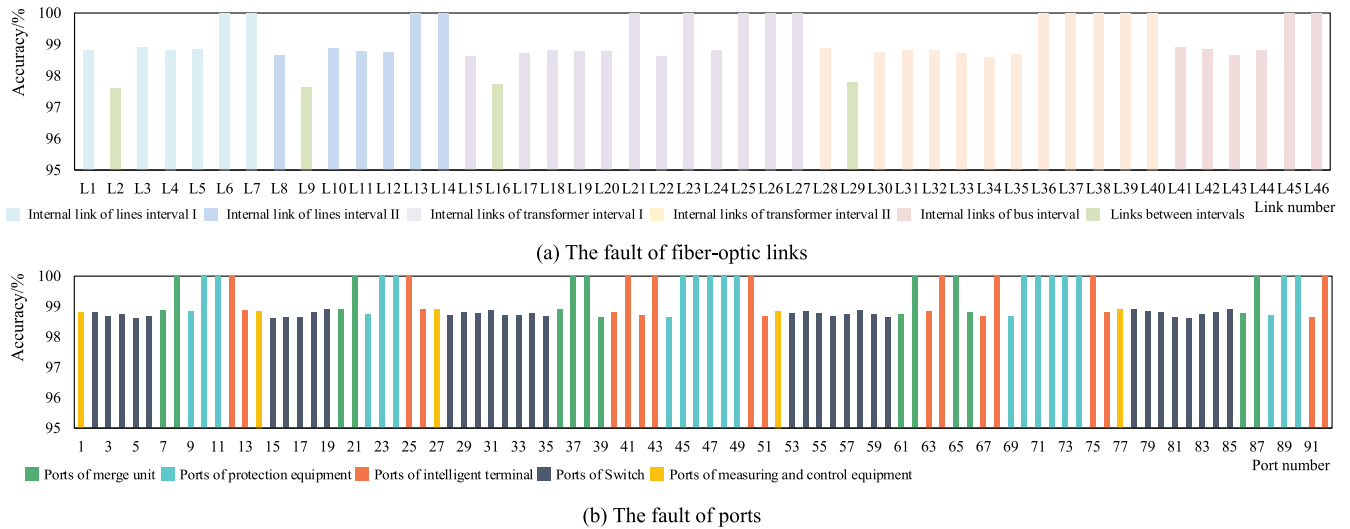 Accuracy/%
100
99
98
97
96
95
L1 L2 L3 L4 L5 L6 L7 L8 L9 L10 L11 L12 L13 L14 L15 L16 L17 L18 L19 L20 L21 L22 L23 L24 L25 L26 L27 L28 L29 L30 L31 L32 L33 L34 L35 L36 L37 L38 L39 L40 L41 L42 L43 L44 L45 L46
Link number
Internal link of lines interval I Internal link of lines interval II Internal links of transformer interval I Internal links of transformer interval II Internal links of bus interval Links between intervals
(a) The fault of fiber-optic links
Accuracy/%
100
99
98
97
96
95
1 3 5 7 9 11 13 15 17 19 21 23 25 27 29 31 33 35 37 39 41 43 45 47 49 51 53 55 57 59 61 63 65 67 69 71 73 75 77 79 81 83 85 87 89 91
Port number
Ports of merge unit Ports of protection equipment Ports of intelligent terminal Ports of Switch Ports of measuring and control equipment
(b) The fault of ports